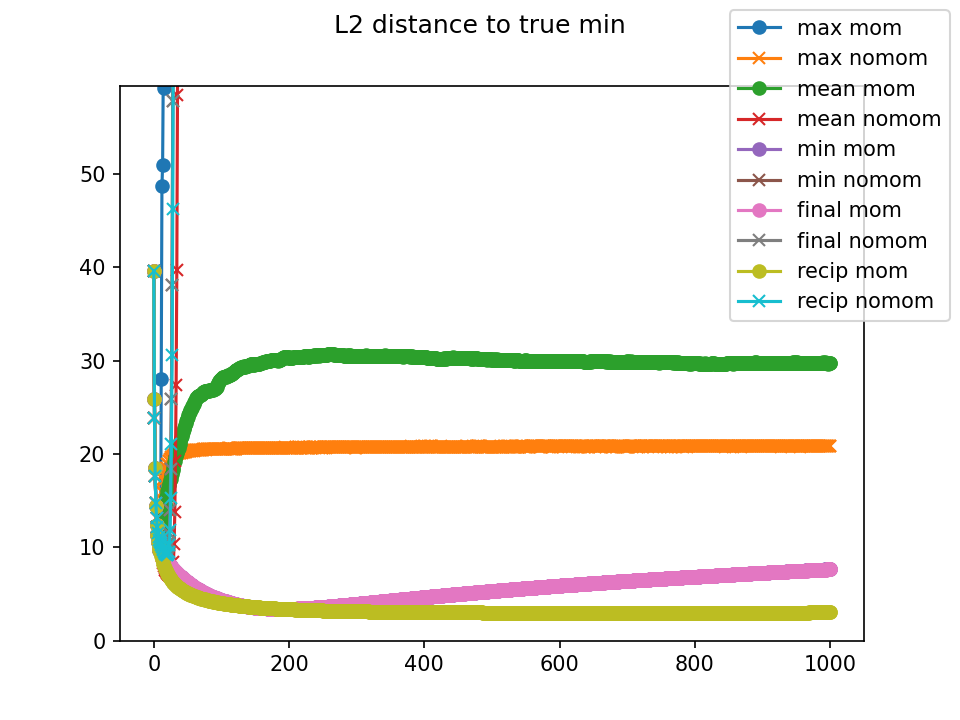 L2 distance to true min
max mom
max nomom
mean mom
mean nomom
min mom
min nomom
final mom
final nomom
recip mom
recip nomom
50
40
30
20
10
0
0 200 400 600 800 1000